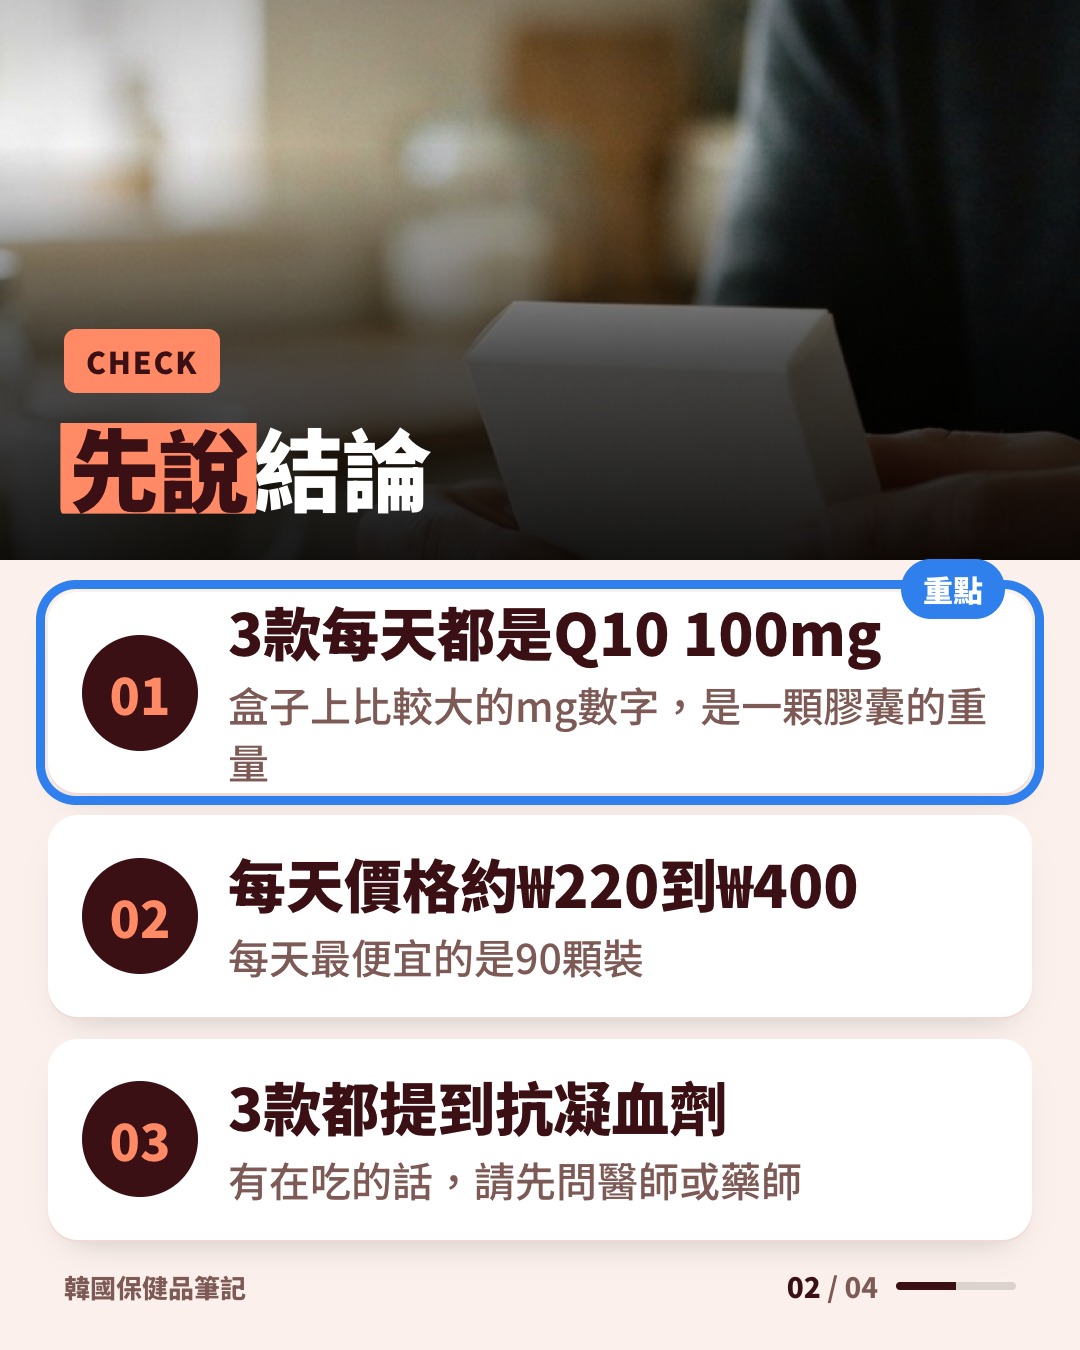 CHECK
先說結論
重點
01
3款每天都是Q10 100mg
盒子上比較大的mg數字，是一顆膠囊的重
量
02
每天價格約₩220到₩400
每天最便宜的是90顆裝
03
3款都提到抗凝血劑
有在吃的話，請先問醫師或藥師
韓國保健品筆記
02 / 04